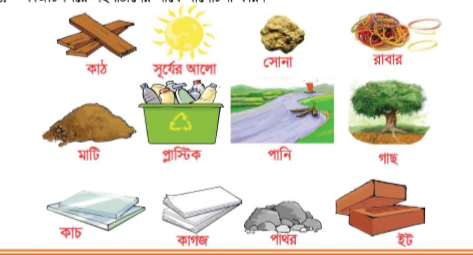 কাঠ সূর্যের আলো সোনা রাবার
মাটি প্লাস্টিক পানি গাছ
কাচ কাগজ পাথর ইট